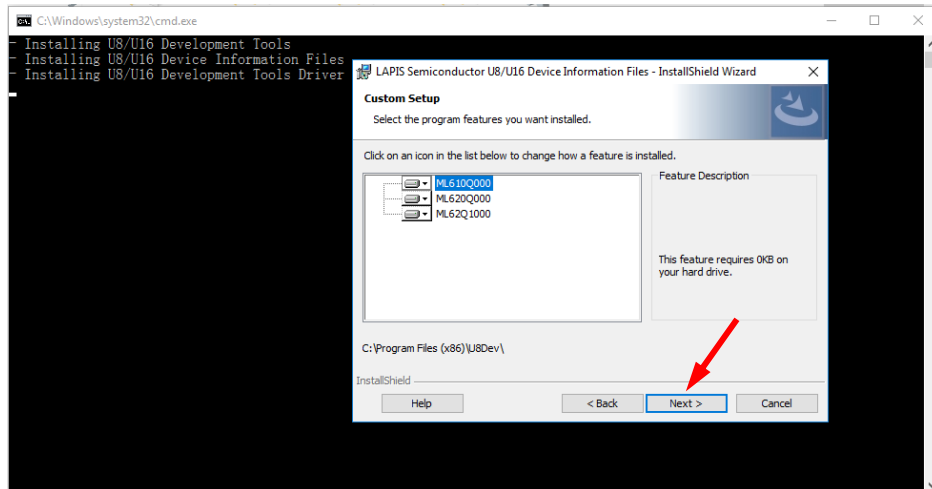 C:\Windows\system32\cmd.exe
- Installing U8/U16 Development Tools
- Installing U8/U16 Device Information Files
- Installing U8/U16 Development Tools Driver
LAPIS Semiconductor U8/U16 Device Information Files - InstallShield Wizard
Custom Setup
Select the program features you want installed.
Click on an icon in the list below to change how a feature is installed.
ML610Q000
ML620Q000
ML62Q1000
Feature Description
This feature requires 0KB on
your hard drive.
C:\Program Files (x86)\U8Dev\
InstallShield
Help
< Back
Next >
Cancel